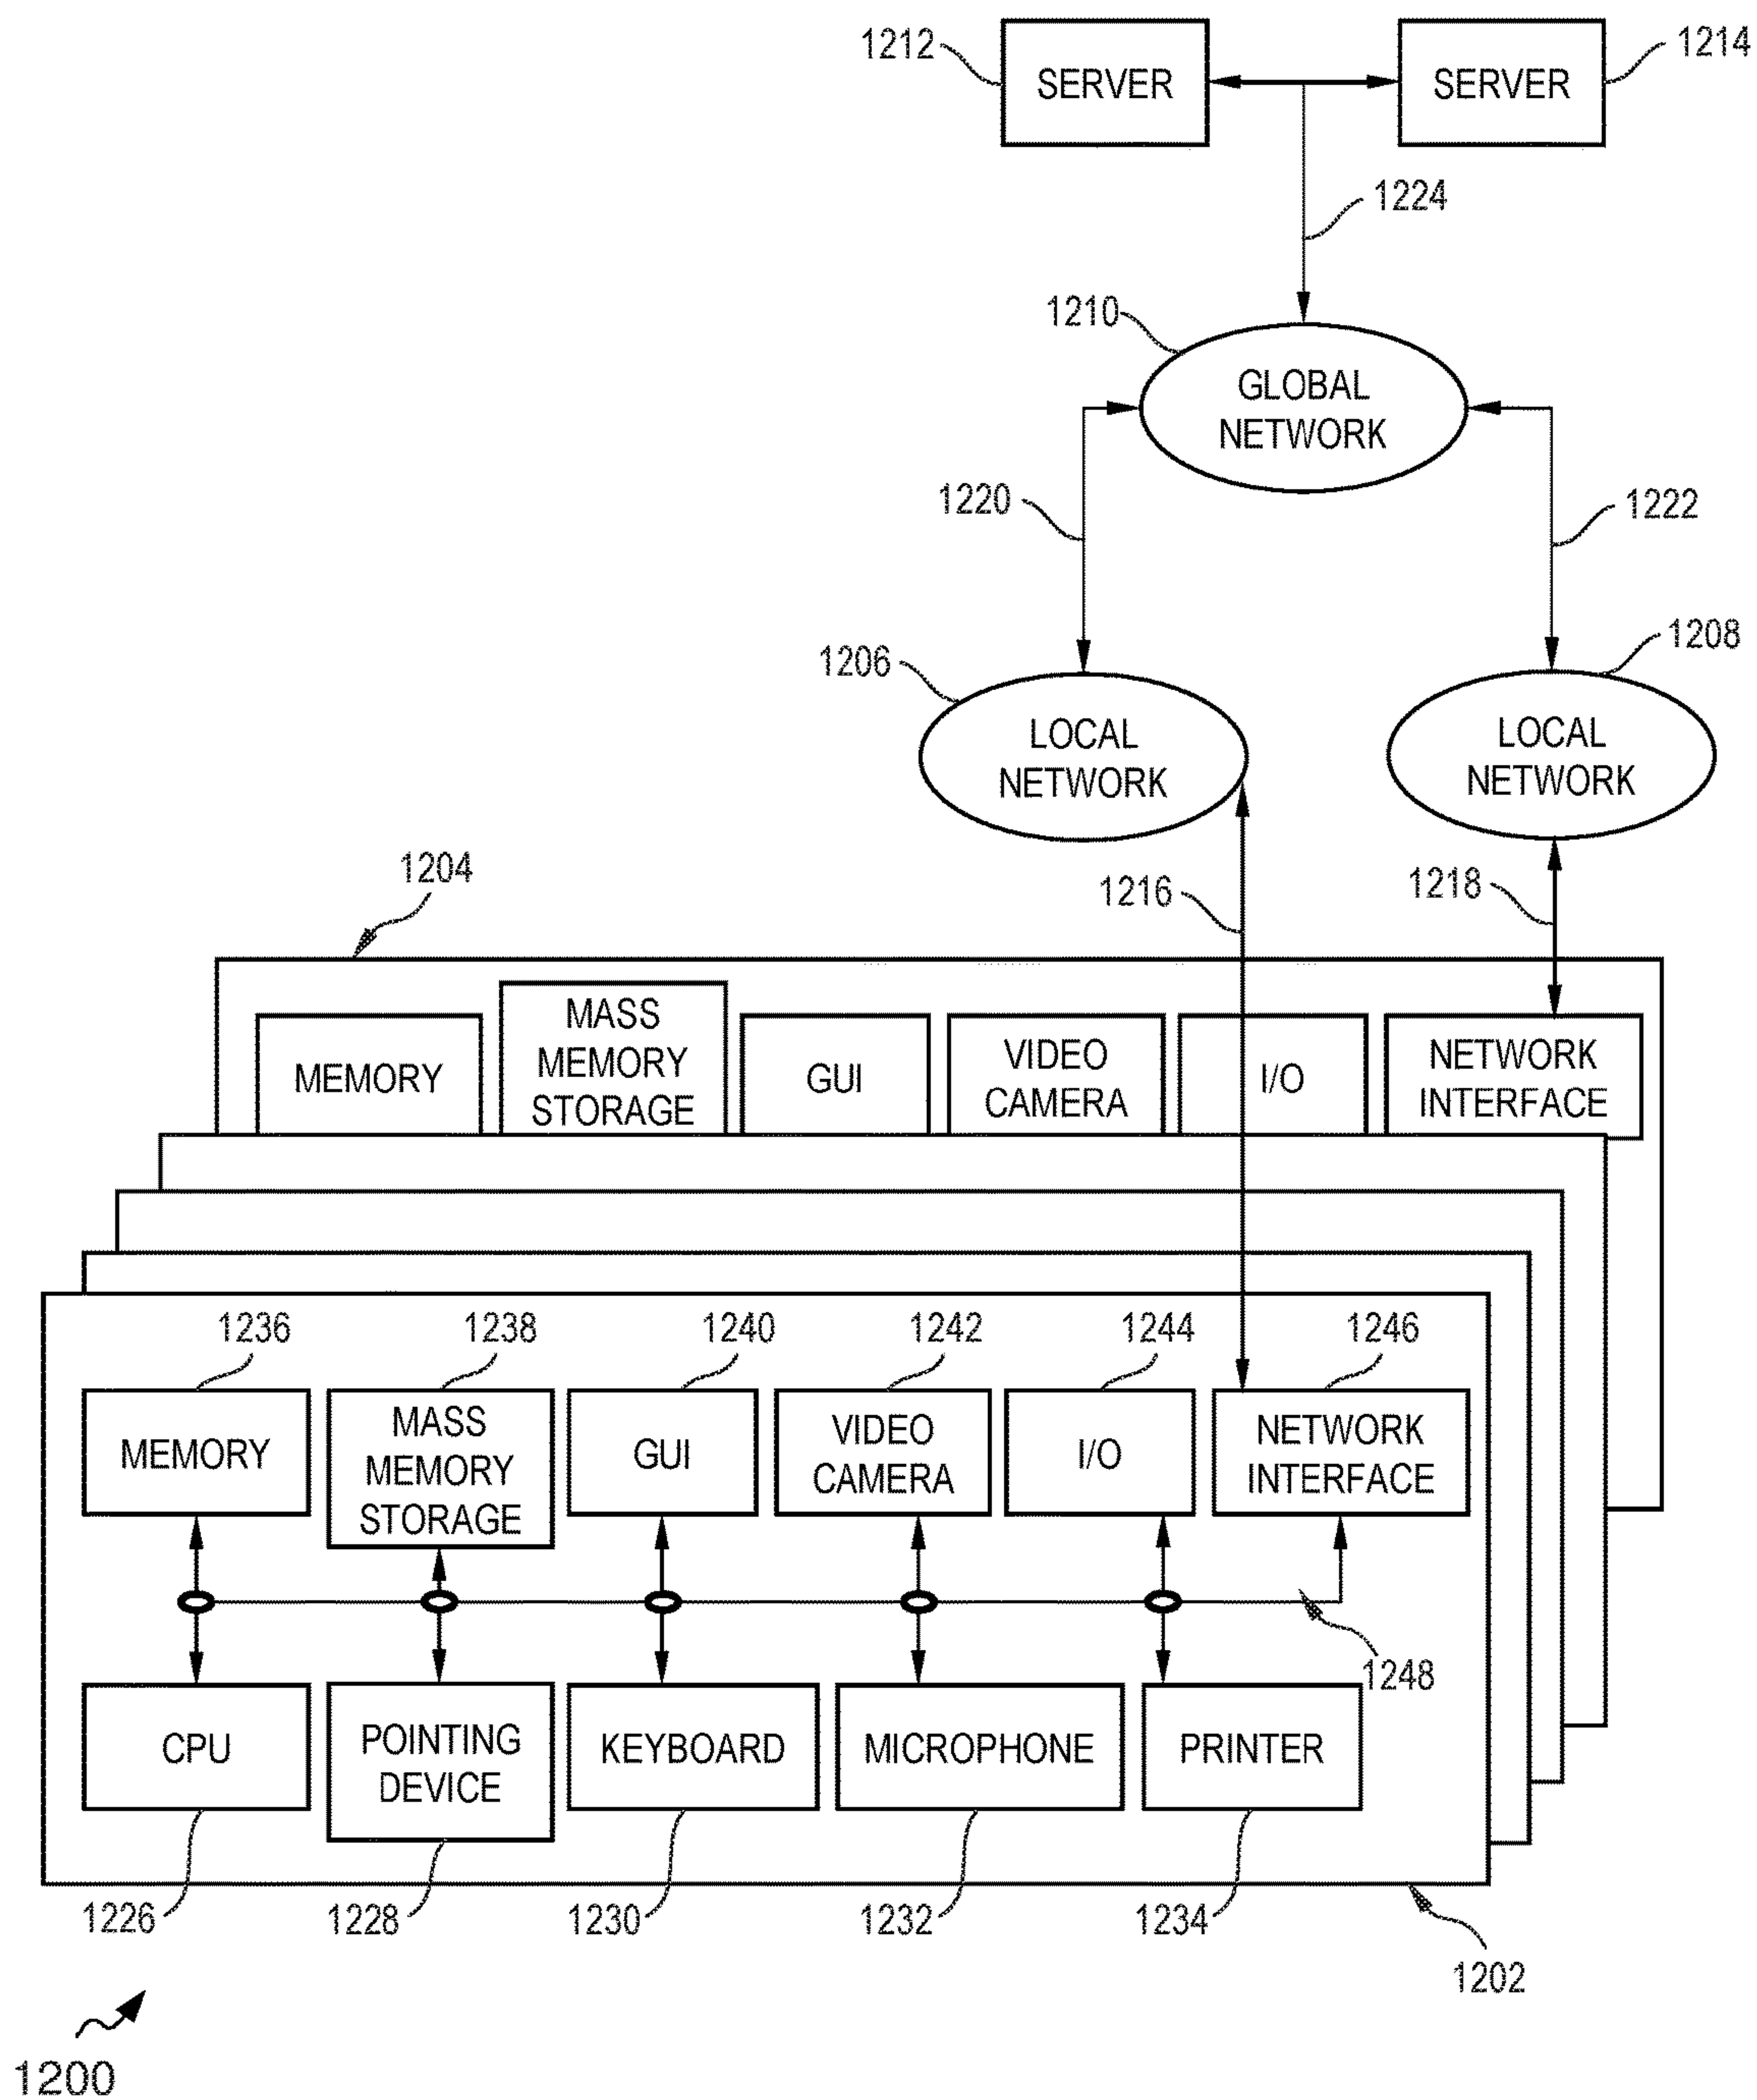 1212
SERVER
SERVER
1214
1224
1210
GLOBAL
NETWORK
1220
1222
1206
LOCAL
NETWORK
1208
LOCAL
NETWORK
1204
1216
1218
MEMORY
MASS
MEMORY
STORAGE
GUI
VIDEO
CAMERA
I/O
NETWORK
INTERFACE
1236
1238
1240
1242
1244
1246
MEMORY
MASS
MEMORY
STORAGE
GUI
VIDEO
CAMERA
I/O
NETWORK
INTERFACE
1248
CPU
POINTING
DEVICE
KEYBOARD
MICROPHONE
PRINTER
1226
1228
1230
1232
1234
1202
1200